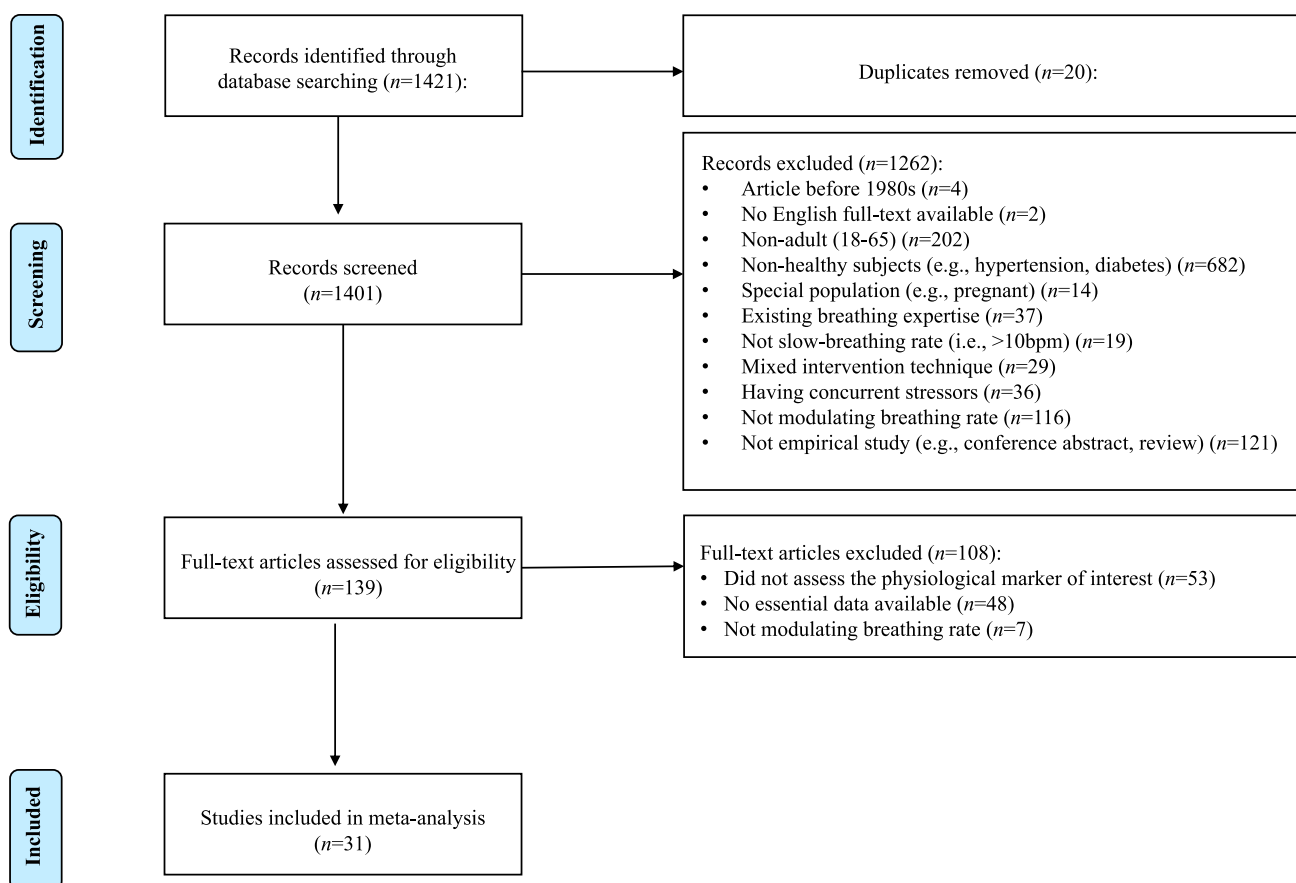 Identification
Records identified through
database searching (n=1421):
Duplicates removed (n=20):
Screening
Records screened
(n=1401)
Records excluded (n=1262):
• Article before 1980s (n=4)
• No English full-text available (n=2)
• Non-adult (18-65) (n=202)
• Non-healthy subjects (e.g., hypertension, diabetes) (n=682)
• Special population (e.g., pregnant) (n=14)
• Existing breathing expertise (n=37)
• Not slow-breathing rate (i.e., >10bpm) (n=19)
• Mixed intervention technique (n=29)
• Having concurrent stressors (n=36)
• Not modulating breathing rate (n=116)
• Not empirical study (e.g., conference abstract, review) (n=121)
Eligibility
Full-text articles assessed for eligibility
(n=139)
Full-text articles excluded (n=108):
• Did not assess the physiological marker of interest (n=53)
• No essential data available (n=48)
• Not modulating breathing rate (n=7)
Included
Studies included in meta-analysis
(n=31)